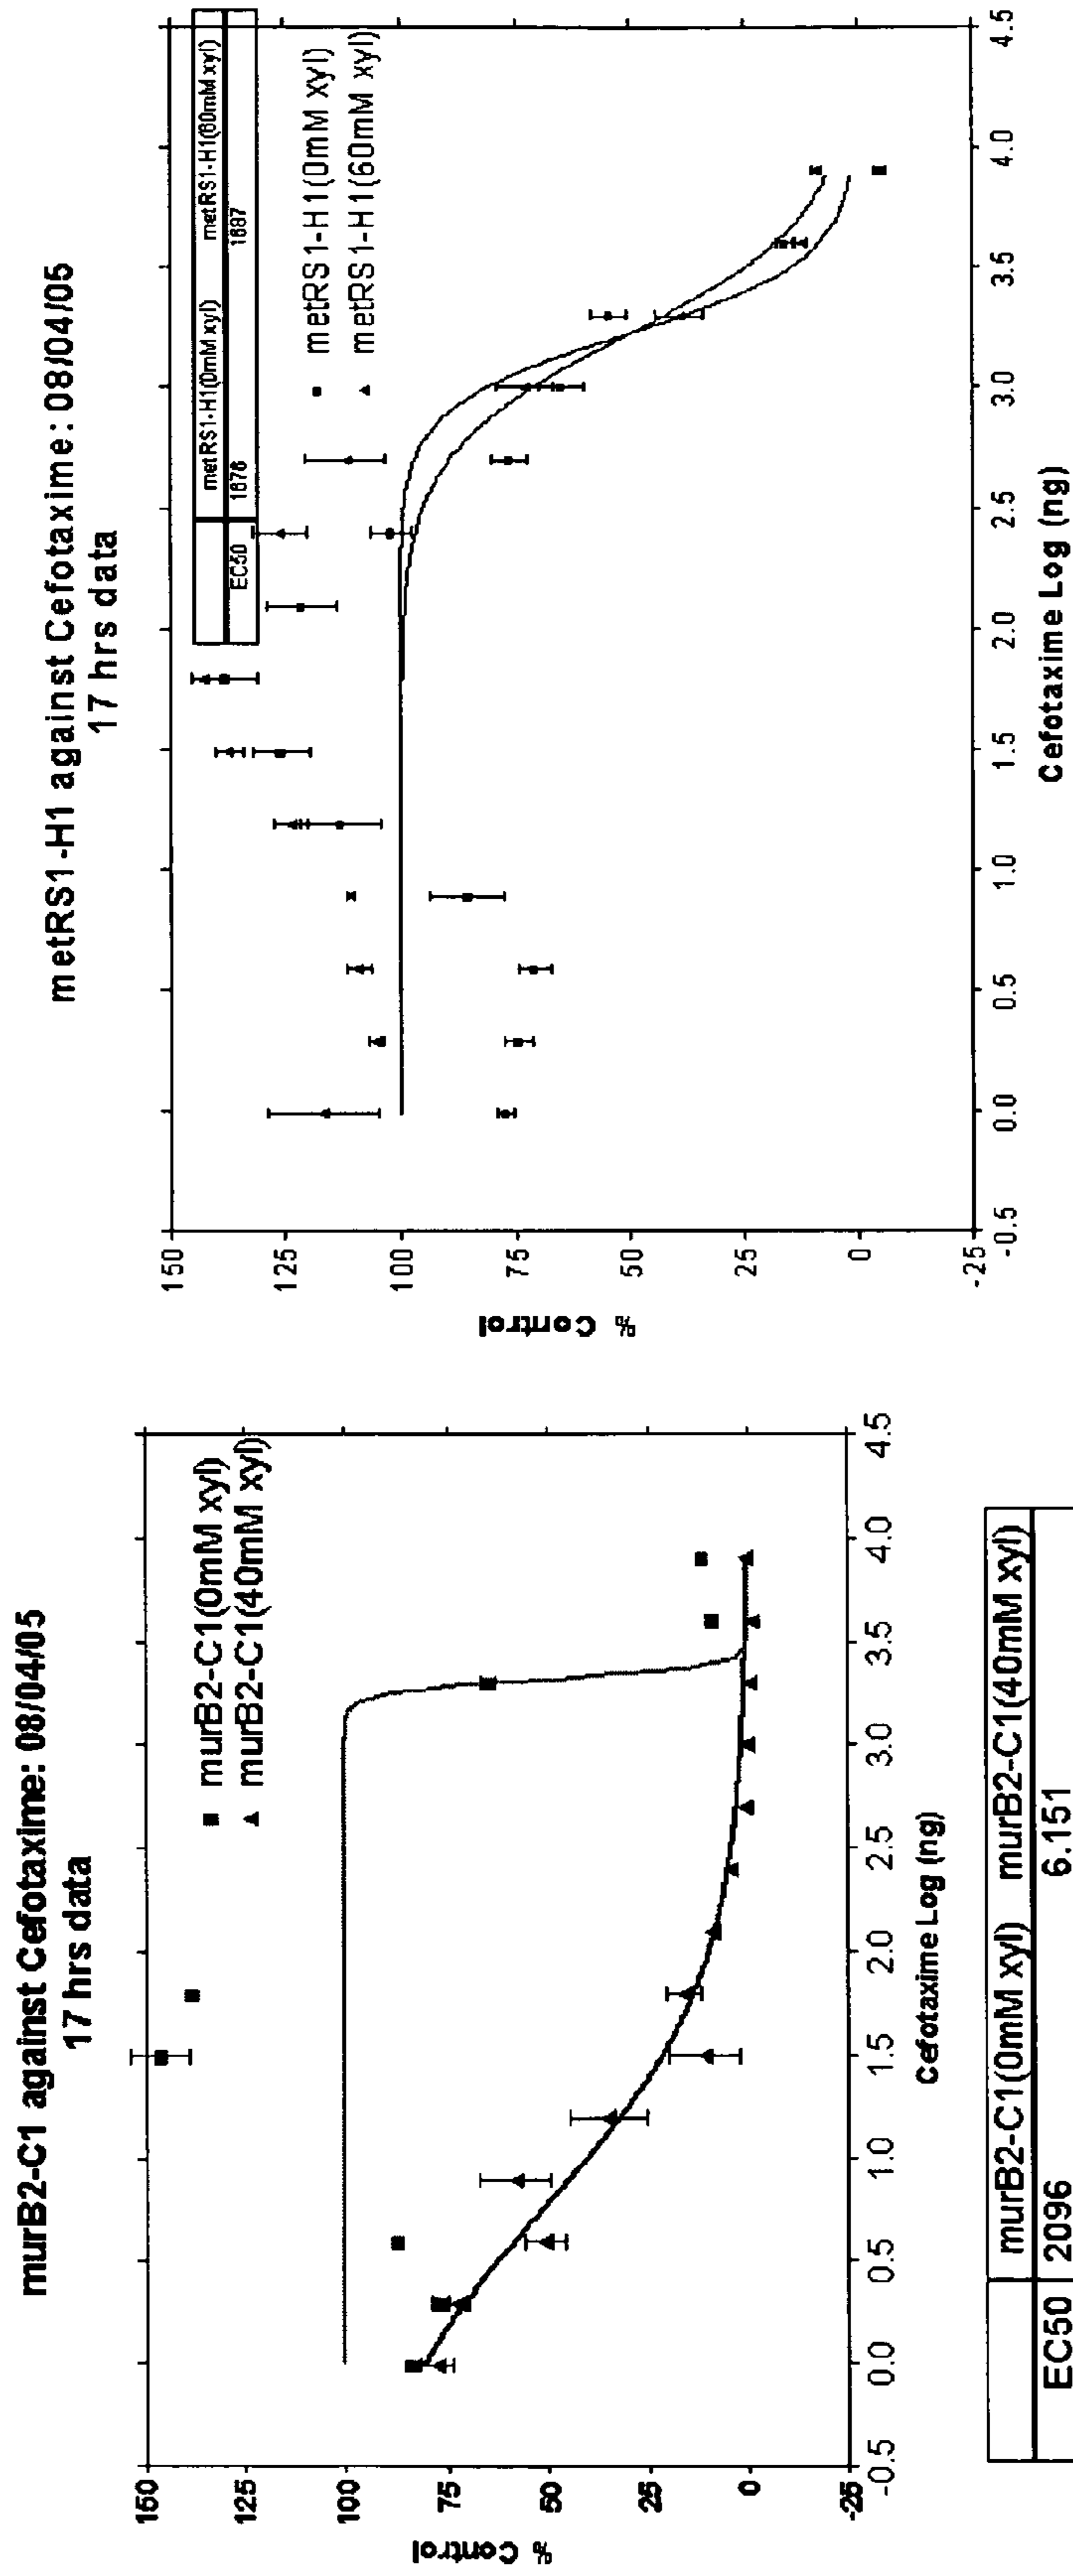 murB2-C1 against Cefotaxime: 08/04/05
17 hrs data
murB2-C1(0mM xyl)
murB2-C1(40mM xyl)
% Control
150
100
75
50
25
0
-25
-0.5 0.0 0.5 1.0 1.5 2.0 2.5 3.0 3.5 4.0 4.5
Cefotaxime Log (ng)
murB2-C1(0mM xyl) murB2-C1(40mM xyl)
EC50 2096 6.151
metRS1-H1 against Cefotaxime: 08/04/05
17 hrs data
metRS1-H1(0mM xyl) metRS1-H1(60mM xyl)
EC50 1678 1687
metRS1-H1(0mM xyl)
metRS1-H1(60mM xyl)
% Control
150
125
100
75
50
25
0
-25
-0.5 0.0 0.5 1.0 1.5 2.0 2.5 3.0 3.5 4.0 4.5
Cefotaxime Log (ng)